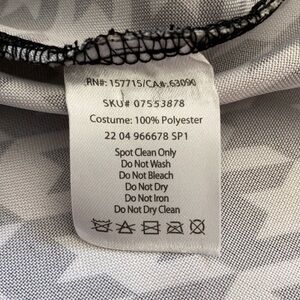 RN#: 157715/CA#: 63090
SKU# 07553878
Costume: 100% Polyester
22 04 966678 SP1
Spot Clean Only
Do Not Wash
Do Not Bleach
Do Not Dry
Do Not Iron
Do Not Dry Clean